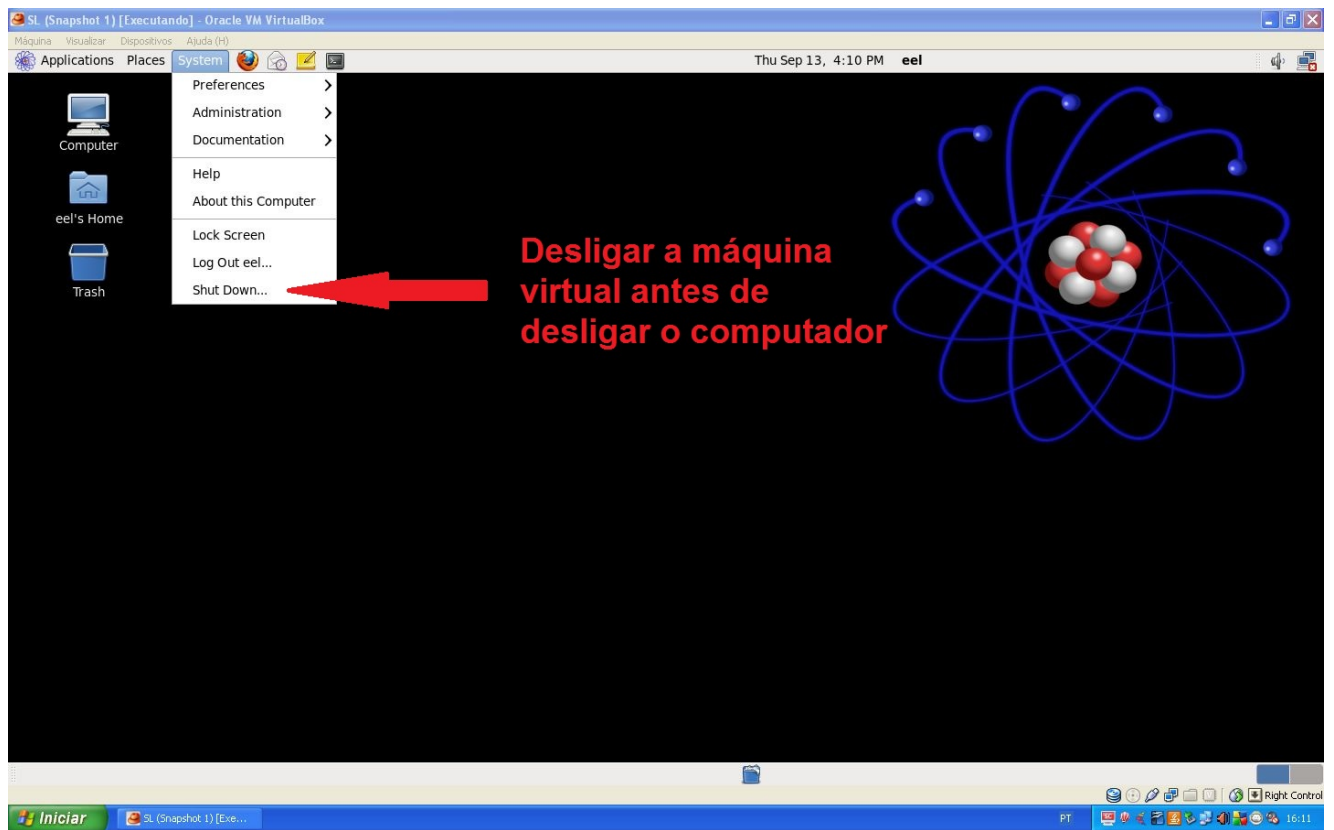 SL (Snapshot 1) [Executando] - Oracle VM VirtualBox
Máquina Visualizar Dispositivos Ajuda (H)
Applications Places System Thu Sep 13, 4:10 PM eel
Preferences
Administration
Documentation
Help
About this Computer
Lock Screen
Log Out eel...
Shut Down...
Computer
eel's Home
Trash
Desligar a máquina
virtual antes de
desligar o computador
Right Control
Iniciar SL (Snapshot 1) [Exe... PT 16:11